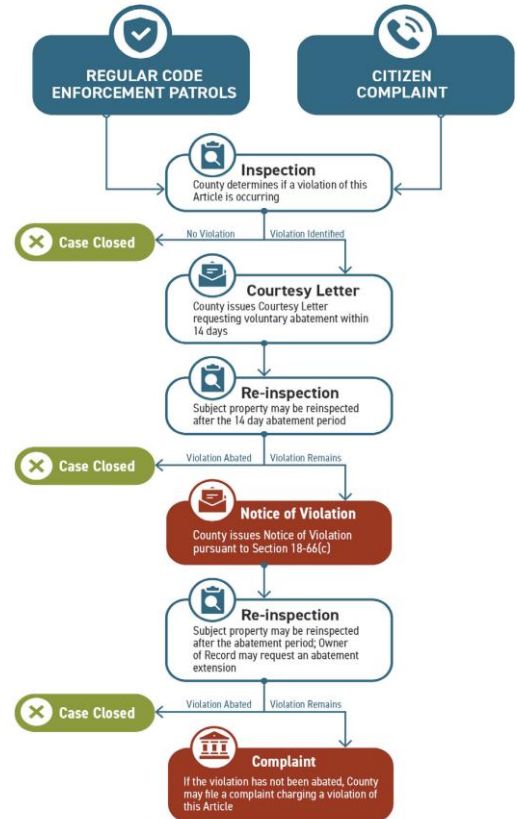 REGULAR CODE
ENFORCEMENT PATROLS
CITIZEN
COMPLAINT
Inspection
County determines if a violation of this
Article is occurring
No Violation
Violation Identified
Case Closed
Courtesy Letter
County issues Courtesy Letter
requesting voluntary abatement within
14 days
Re-inspection
Subject property may be reinspected
after the 14 day abatement period
Violation Abated
Violation Remains
Case Closed
Notice of Violation
County issues Notice of Violation
pursuant to Section 18-66(c)
Re-inspection
Subject property may be reinspected
after the abatement period; Owner
of Record may request an abatement
extension
Violation Abated
Violation Remains
Case Closed
Complaint
If the violation has not been abated, County
may file a complaint charging a violation of
this Article